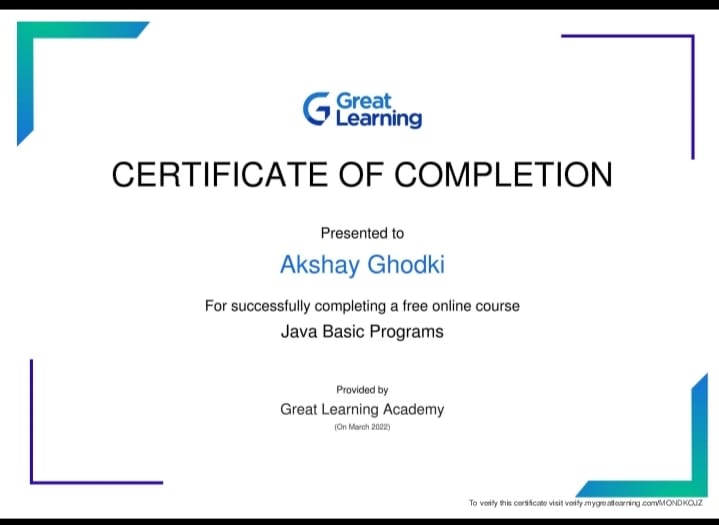 Great
Learning
CERTIFICATE OF COMPLETION
Presented to
Akshay Ghodki
For successfully completing a free online course
Java Basic Programs
Provided by
Great Learning Academy
(On March 2022)
To verify this certificate visit verify.mygreatlearning.com/MONDKOJZ